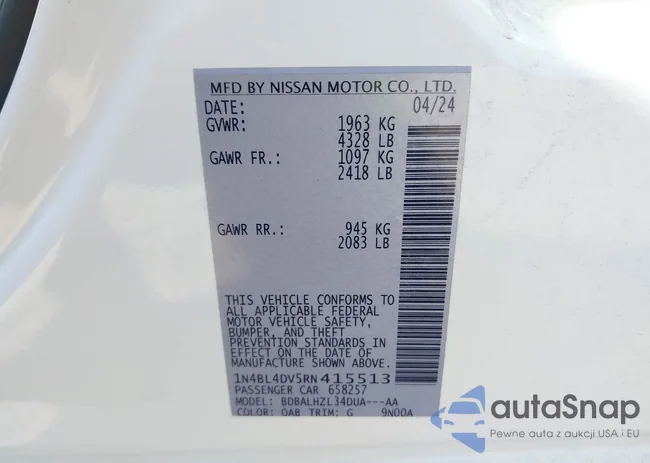 MFD BY NISSAN MOTOR CO., LTD.
DATE: 04/24
GVWR: 1963 KG
4328 LB
GAWR FR.: 1097 KG
2418 LB
GAWR RR.: 945 KG
2083 LB
THIS VEHICLE CONFORMS TO
ALL APPLICABLE FEDERAL
MOTOR VEHICLE SAFETY,
BUMPER, AND THEFT
PREVENTION STANDARDS IN
EFFECT ON THE DATE OF
MANUFACTURE SHOWN ABOVE.
1N4BL4DV5RN415513
PASSENGER CAR 658257
MODEL: BDBALHZL34DUA---AA
COLOR: QAB TRIM: G 9N00A
autoSnap
Pewne auta z aukcji USA i EU